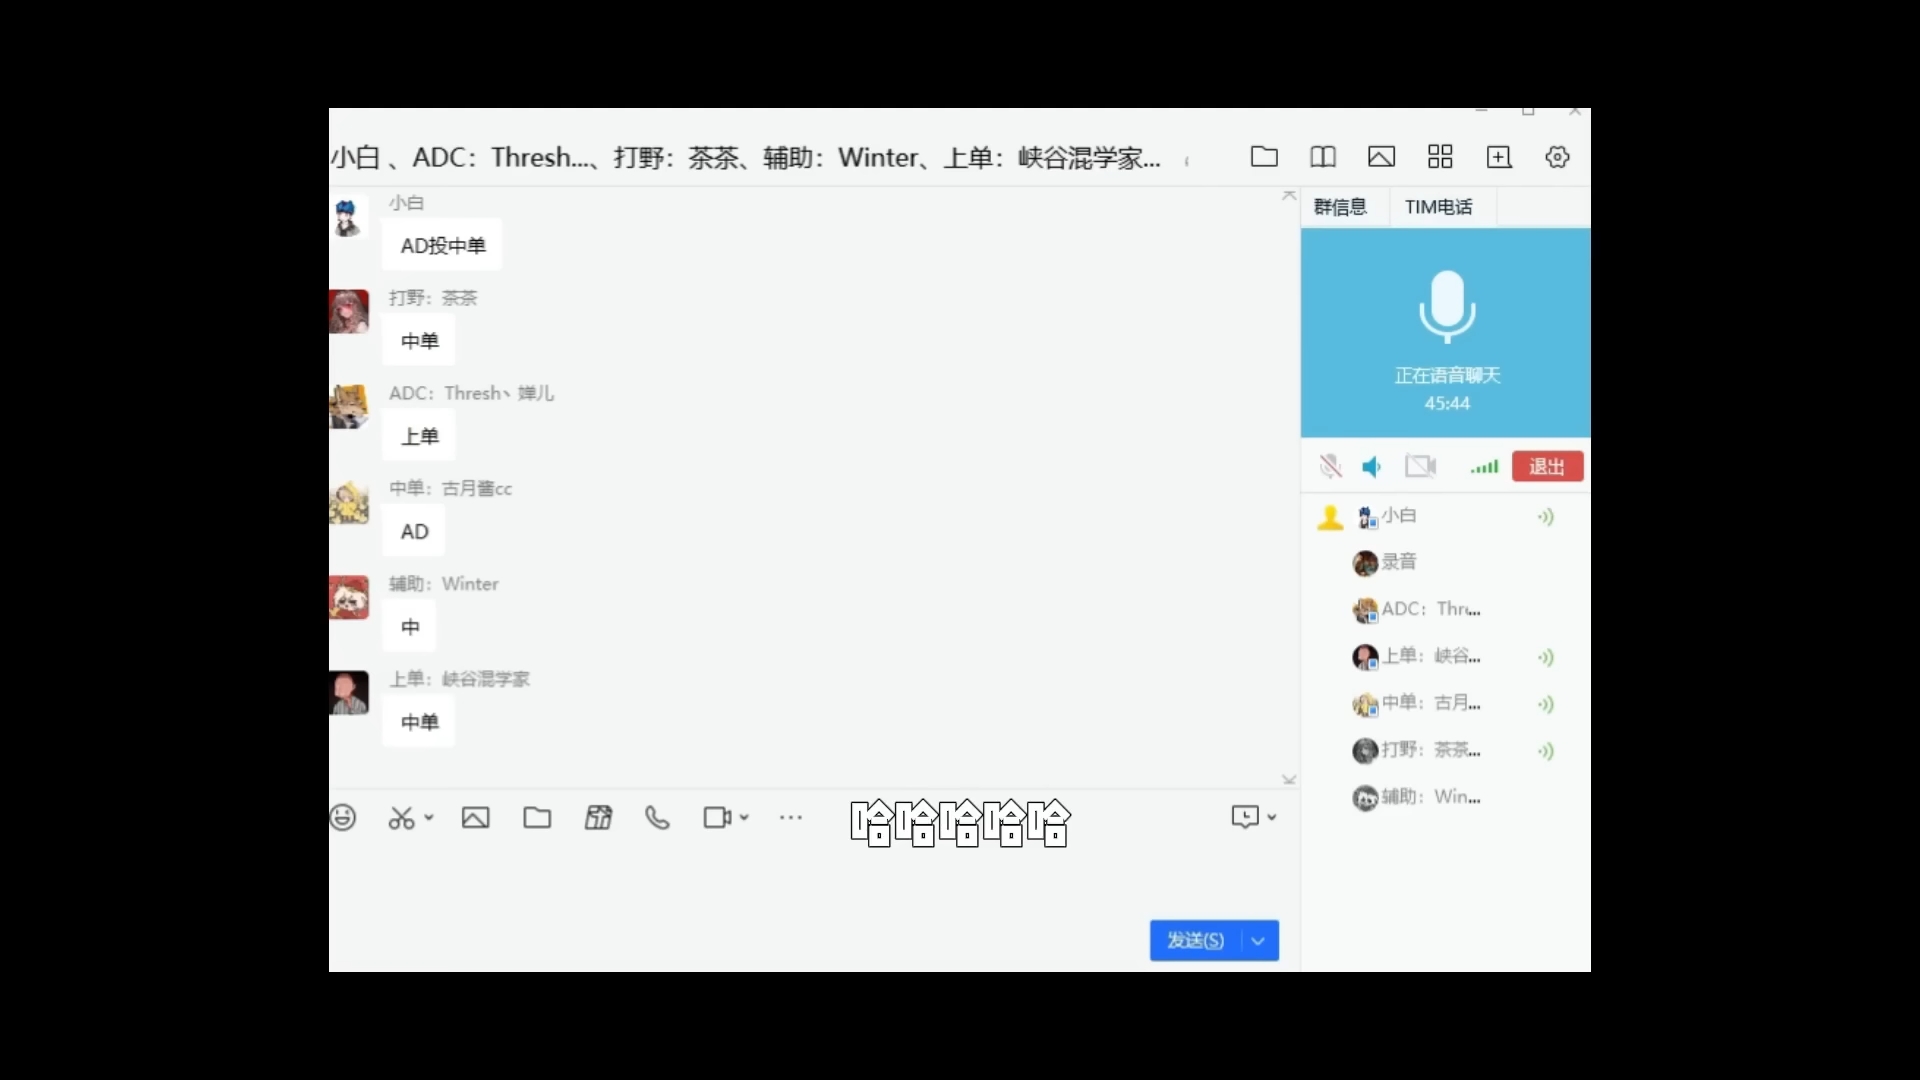 小白 、ADC：Thresh...、打野：茶茶、辅助：Winter、上单：峡谷混学家...
小白
AD投中单
打野：茶茶
中单
ADC：Thresh丶婵儿
上单
中单：古月酱cc
AD
辅助：Winter
中
上单：峡谷混学家
中单
哈哈哈哈哈
发送(S)
群信息
TIM电话
正在语音聊天
45:44
退出
小白
录音
ADC：Thr...
上单：峡谷...
中单：古月...
打野：茶茶...
辅助：Win...